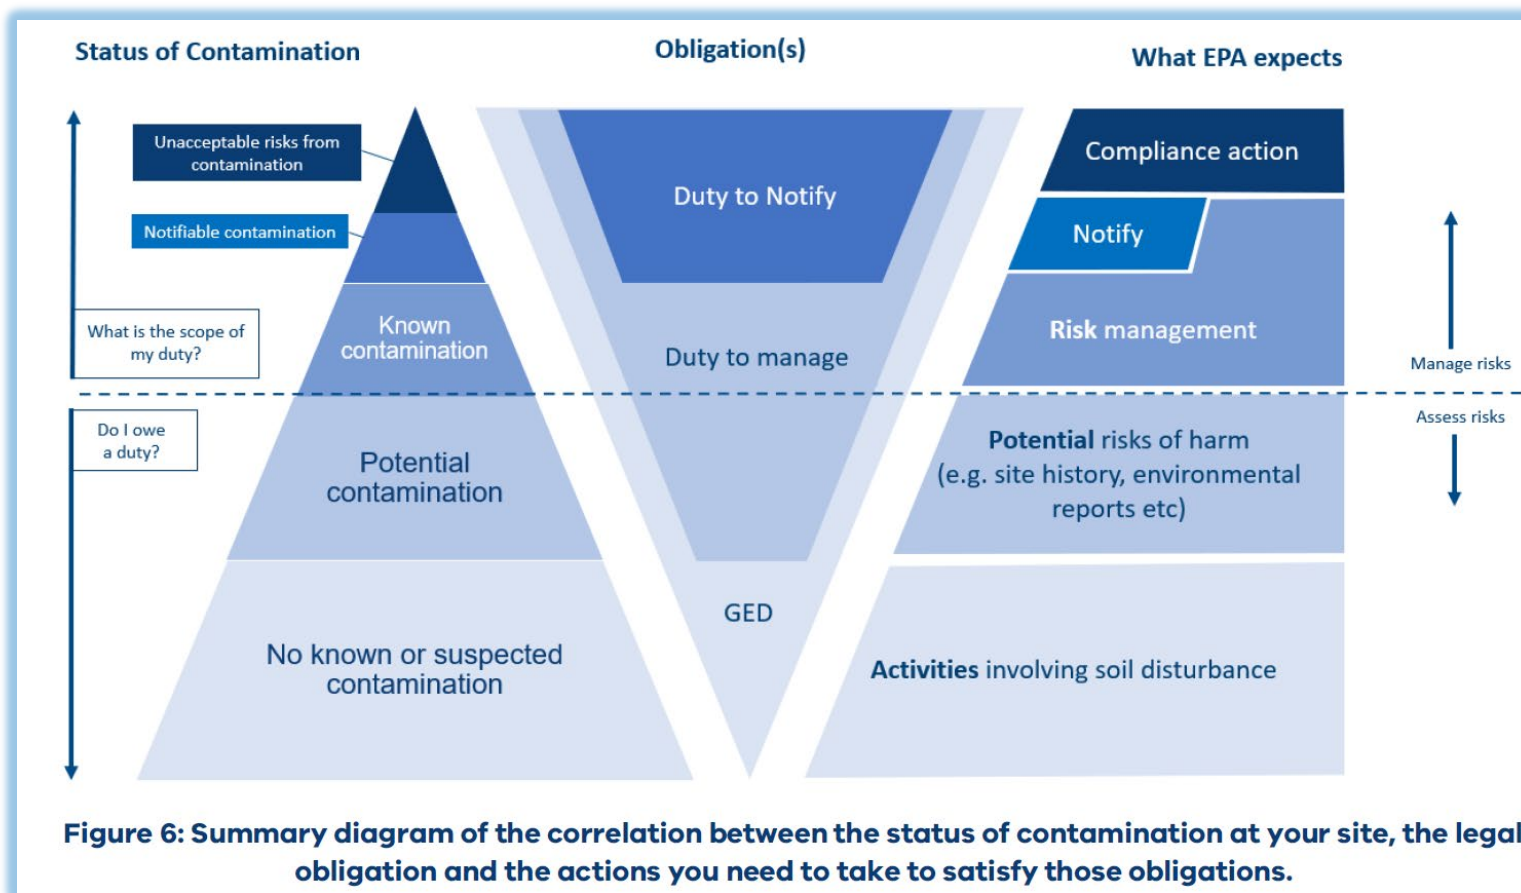 Status of Contamination
Obligation(s)
What EPA expects
Unacceptable risks from
contamination
Notifiable contamination
What is the scope of
my duty?
Do I owe
a duty?
Known
contamination
Potential
contamination
No known or suspected
contamination
Duty to Notify
Duty to manage
GED
Compliance action
Notify
Risk management
Potential risks of harm
(e.g. site history, environmental
reports etc)
Activities involving soil disturbance
Manage risks
Assess risks
Figure 6: Summary diagram of the correlation between the status of contamination at your site, the legal
obligation and the actions you need to take to satisfy those obligations.